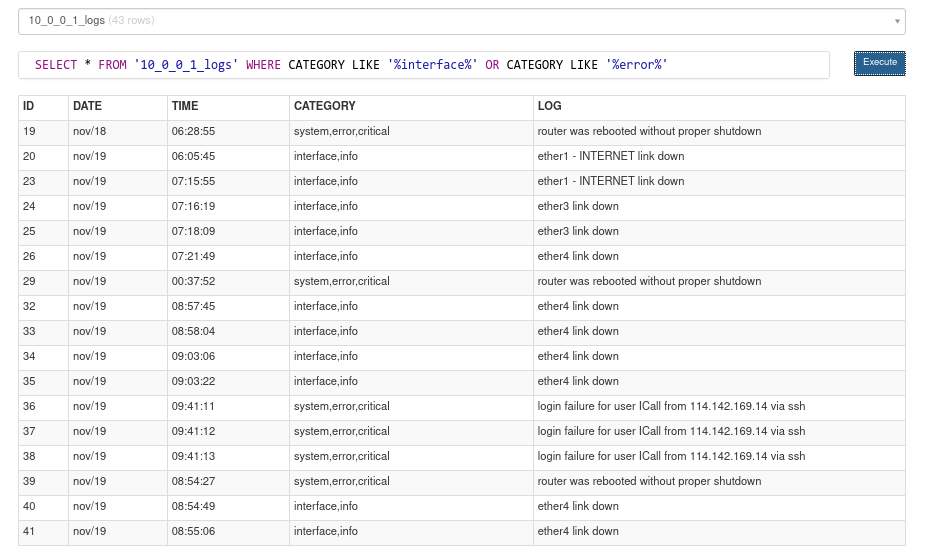 10_0_0_1_logs (43 rows)
SELECT * FROM '10_0_0_1_logs' WHERE CATEGORY LIKE '%interface%' OR CATEGORY LIKE '%error%'
Execute
ID DATE TIME CATEGORY LOG
19 nov/18 06:28:55 system,error,critical router was rebooted without proper shutdown
20 nov/19 06:05:45 interface,info ether1 - INTERNET link down
23 nov/19 07:15:55 interface,info ether1 - INTERNET link down
24 nov/19 07:16:19 interface,info ether3 link down
25 nov/19 07:18:09 interface,info ether3 link down
26 nov/19 07:21:49 interface,info ether4 link down
29 nov/19 00:37:52 system,error,critical router was rebooted without proper shutdown
32 nov/19 08:57:45 interface,info ether4 link down
33 nov/19 08:58:04 interface,info ether4 link down
34 nov/19 09:03:06 interface,info ether4 link down
35 nov/19 09:03:22 interface,info ether4 link down
36 nov/19 09:41:11 system,error,critical login failure for user ICall from 114.142.169.14 via ssh
37 nov/19 09:41:12 system,error,critical login failure for user ICall from 114.142.169.14 via ssh
38 nov/19 09:41:13 system,error,critical login failure for user ICall from 114.142.169.14 via ssh
39 nov/19 08:54:27 system,error,critical router was rebooted without proper shutdown
40 nov/19 08:54:49 interface,info ether4 link down
41 nov/19 08:55:06 interface,info ether4 link down